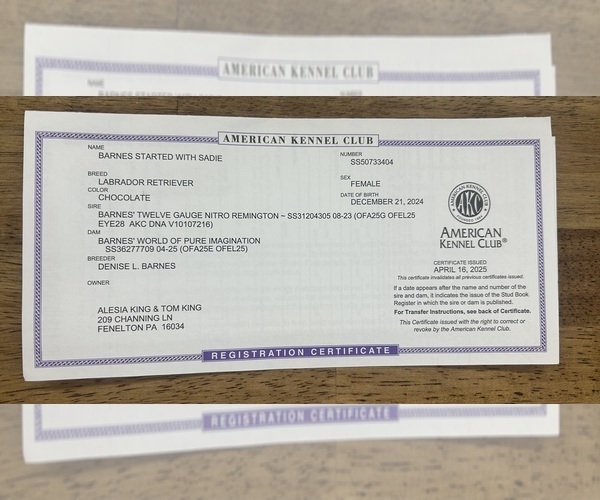 AMERICAN KENNEL CLUB
AMERICAN KENNEL CLUB
NAME
BARNES STARTED WITH SADIE
NUMBER
SS50733404
BREED
LABRADOR RETRIEVER
SEX
FEMALE
COLOR
CHOCOLATE
DATE OF BIRTH
DECEMBER 21, 2024
SIRE
BARNES' TWELVE GAUGE NITRO REMINGTON ~ SS31204305 08-23 (OFA25G OFEL25
EYE28 AKC DNA V10107216)
DAM
BARNES' WORLD OF PURE IMAGINATION
SS36277709 04-25 (OFA25E OFEL25)
BREEDER
DENISE L. BARNES
OWNER
ALESIA KING & TOM KING
209 CHANNING LN
FENELTON PA 16034
AKC
AMERICAN
KENNEL CLUB®
CERTIFICATE ISSUED
APRIL 16, 2025
This certificate invalidates all previous certificates issued.
If a date appears after the name and number of the
sire and dam, it indicates the issue of the Stud Book
Register in which the sire or dam is published.
For Transfer Instructions, see back of Certificate.
This Certificate issued with the right to correct or
revoke by the American Kennel Club.
REGISTRATION CERTIFICATE
REGISTRATION CERTIFICATE